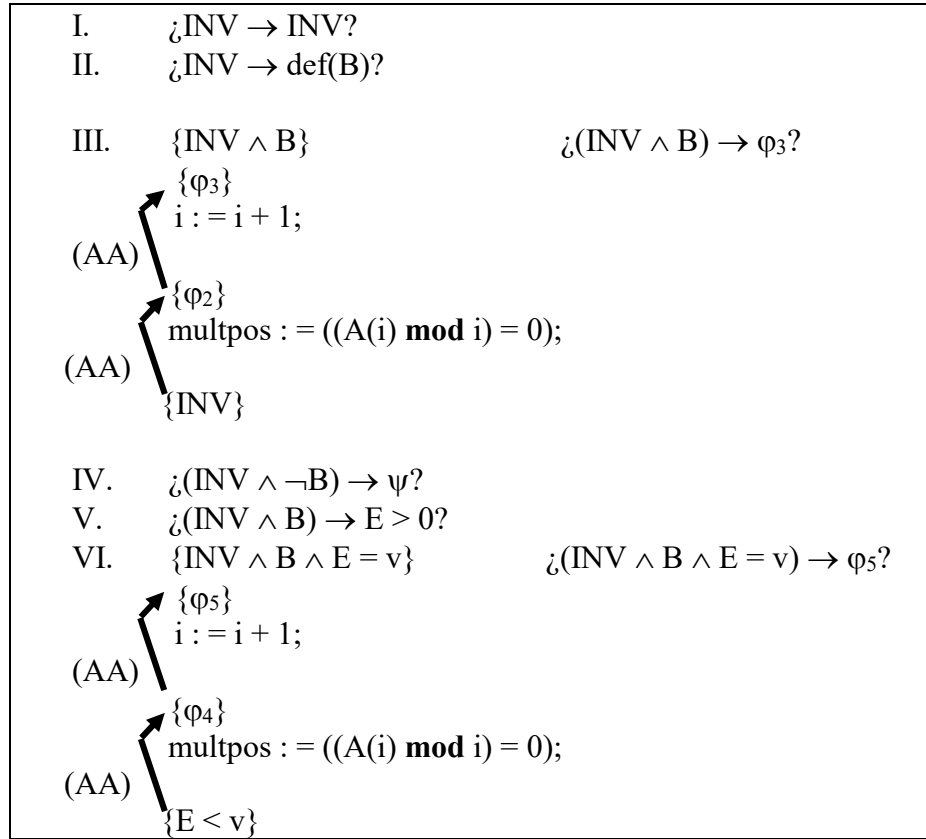 I. ¿INV → INV?
II. ¿INV → def(B)?
III. {INV ∧ B} ¿(INV ∧ B) → φ₃?
{φ₃}
i : = i + 1;
(AA)
{φ₂}
multpos : = ((A(i) mod i) = 0);
(AA)
{INV}
IV. ¿(INV ∧ ¬B) → ψ?
V. ¿(INV ∧ B) → E > 0?
VI. {INV ∧ B ∧ E = v} ¿(INV ∧ B ∧ E = v) → φ₅?
{φ₅}
i : = i + 1;
(AA)
{φ₄}
multpos : = ((A(i) mod i) = 0);
(AA)
{E < v}